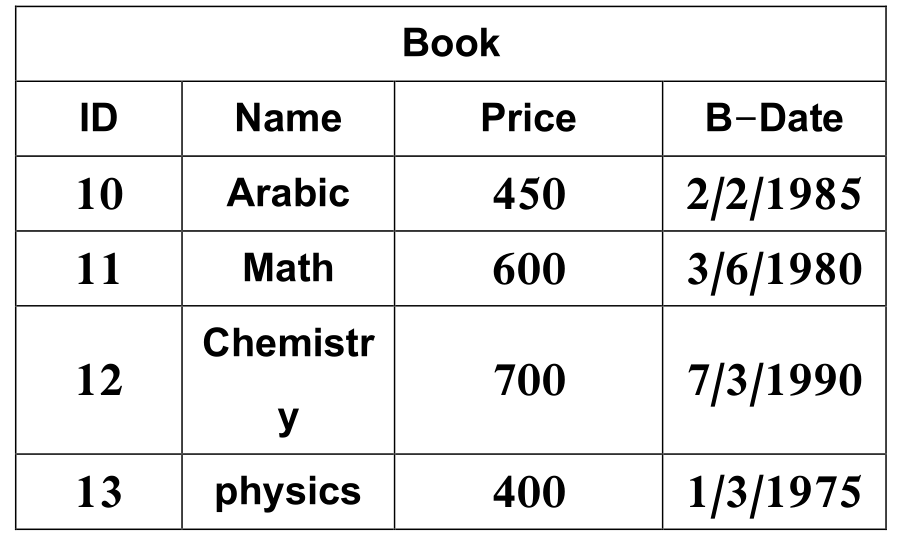 Book
ID Name Price B–Date
10 Arabic 450 2/2/1985
11 Math 600 3/6/1980
12 Chemistr
y 700 7/3/1990
13 physics 400 1/3/1975